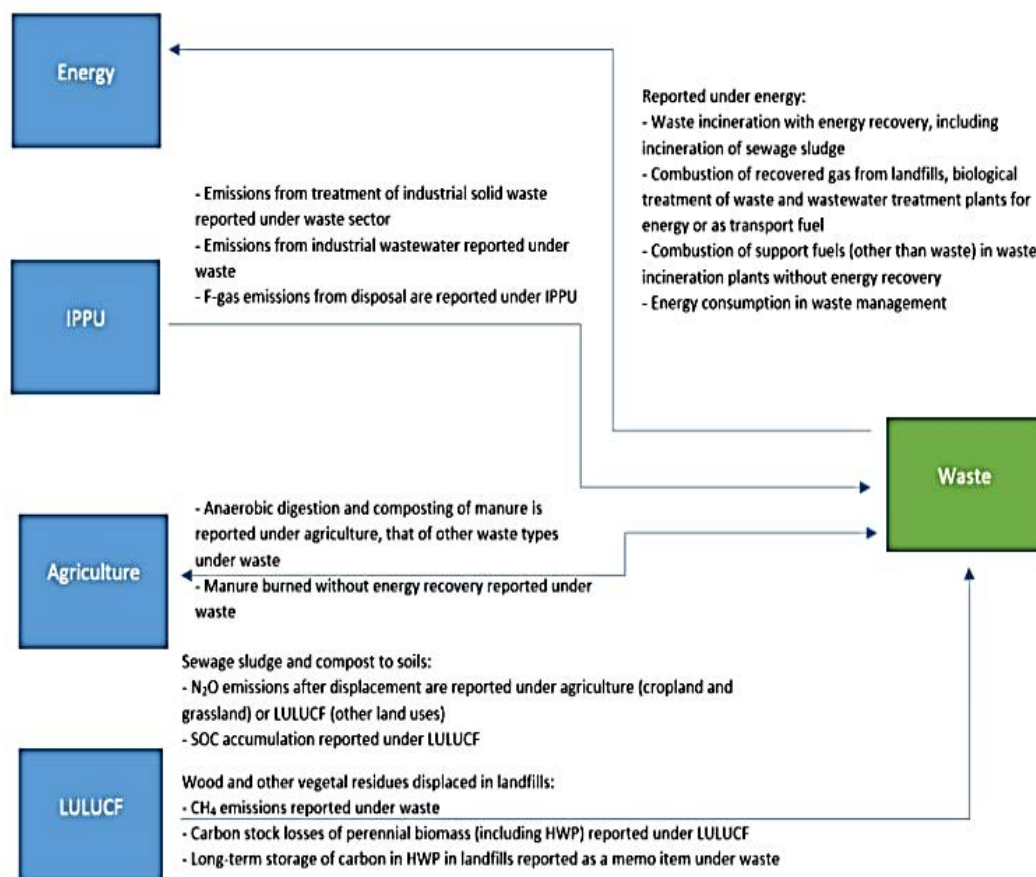 Energy
Reported under energy:
- Waste incineration with energy recovery, including
incineration of sewage sludge
- Combustion of recovered gas from landfills, biological
treatment of waste and wastewater treatment plants for
energy or as transport fuel
- Combustion of support fuels (other than waste) in waste
incineration plants without energy recovery
- Energy consumption in waste management
- Emissions from treatment of industrial solid waste
reported under waste sector
- Emissions from industrial wastewater reported under
waste
- F-gas emissions from disposal are reported under IPPU
IPPU
Waste
- Anaerobic digestion and composting of manure is
reported under agriculture, that of other waste types
under waste
- Manure burned without energy recovery reported under
waste
Agriculture
Sewage sludge and compost to soils:
- N₂O emissions after displacement are reported under agriculture (cropland and
grassland) or LULUCF (other land uses)
- SOC accumulation reported under LULUCF
LULUCF
Wood and other vegetal residues displaced in landfills:
- CH₄ emissions reported under waste
- Carbon stock losses of perennial biomass (including HWP) reported under LULUCF
- Long-term storage of carbon in HWP in landfills reported as a memo item under waste